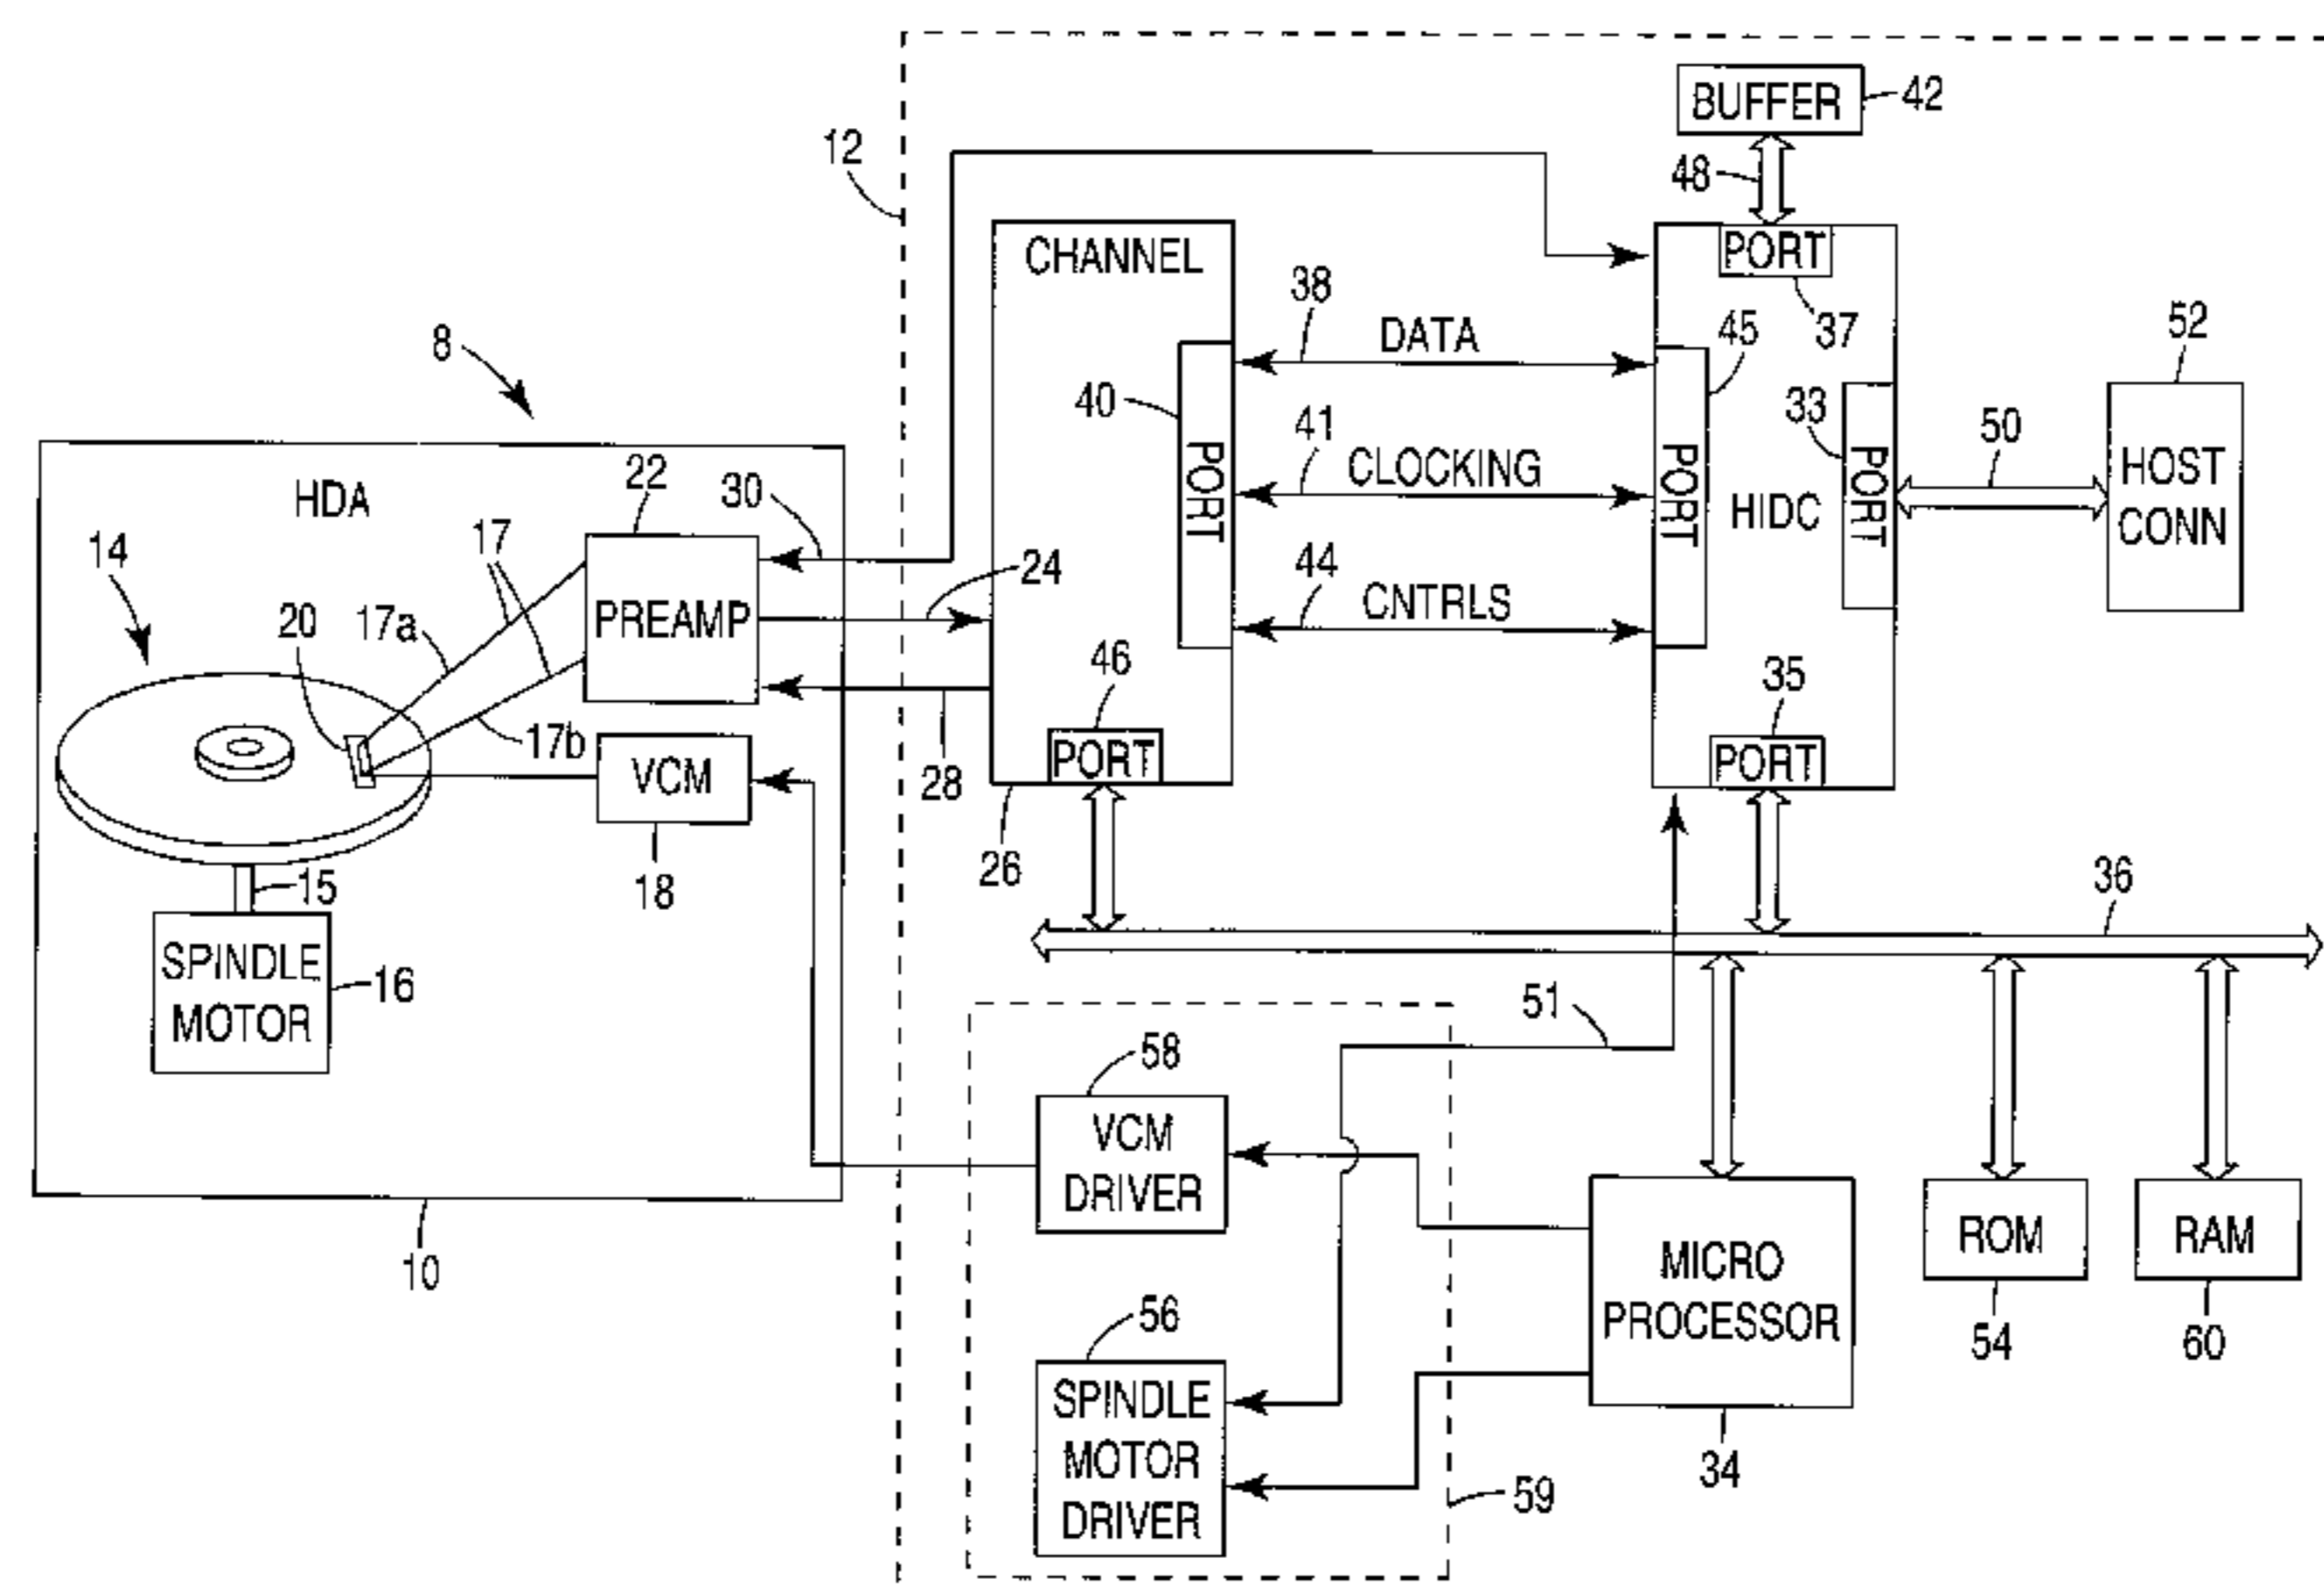 BUFFER
42
12
48
CHANNEL
PORT
37
38
DATA
45
52
8
40
PORT
41
CLOCKING
PORT
HIDC
33
PORT
50
HOST
CONN
HDA
22
30
17
14
24
44
CNTRLS
PREAMP
20
17a
46
35
17b
28
PORT
PORT
VCM
26
18
15
36
SPINDLE
MOTOR
16
51
58
VCM
DRIVER
MICRO
PROCESSOR
ROM
RAM
10
56
54
60
SPINDLE
MOTOR
DRIVER
34
59